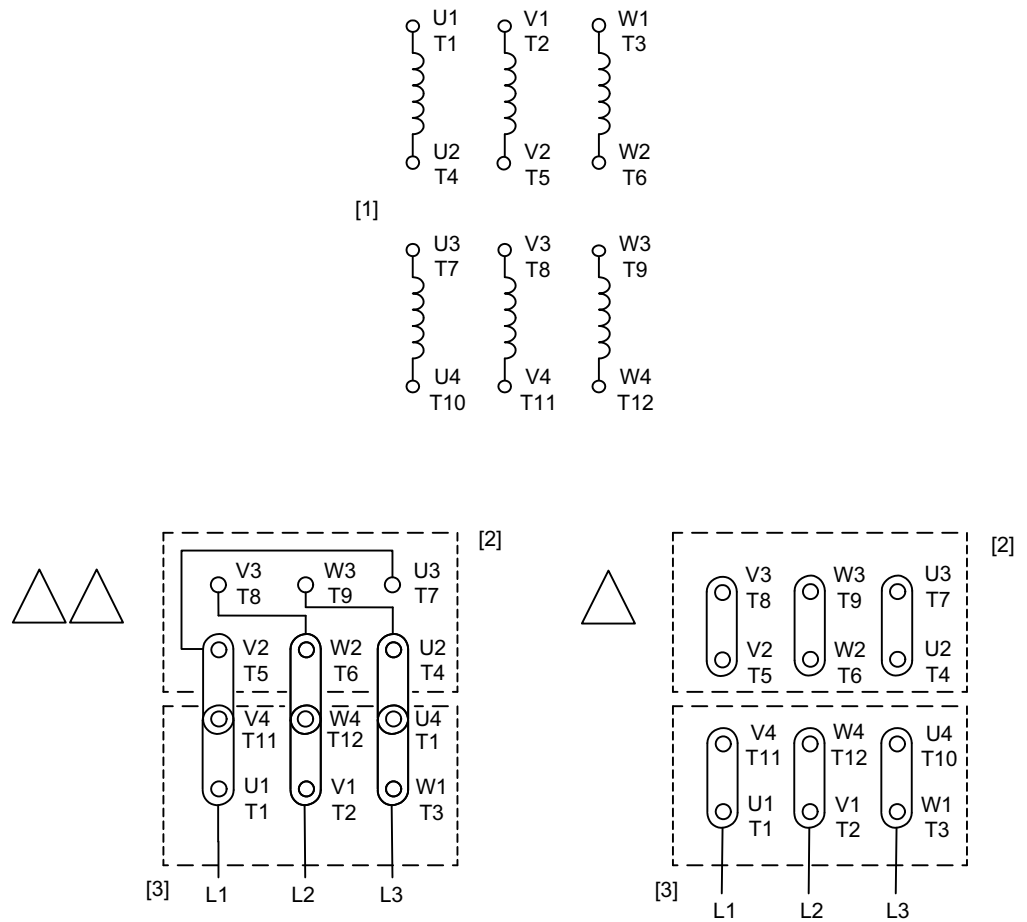 U1 V1 W1
T1 T2 T3
U2 V2 W2
T4 T5 T6
[1]
U3 V3 W3
T7 T8 T9
U4 V4 W4
T10 T11 T12
[2]
V3 W3 U3
T8 T9 T7
V2 W2 U2
T5 T6 T4
V4 W4 U4
T11 T12 T1
U1 V1 W1
T1 T2 T3
[3] L1 L2 L3
[2]
V3 W3 U3
T8 T9 T7
V2 W2 U2
T5 T6 T4
V4 W4 U4
T11 T12 T10
U1 V1 W1
T1 T2 T3
[3] L1 L2 L3